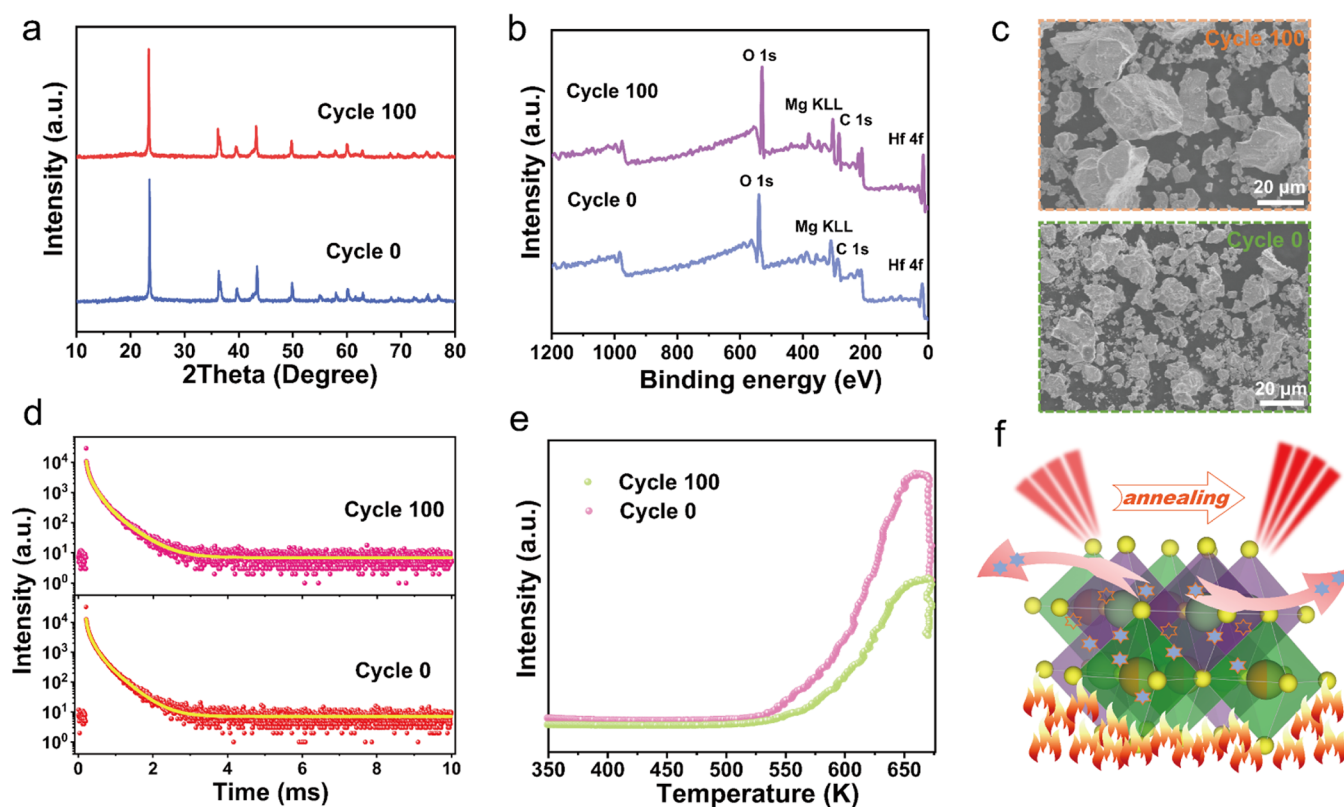 a
Intensity (a.u.)
Cycle 100
Cycle 0
10 20 30 40 50 60 70 80
2Theta (Degree)
b
Intensity (a.u.)
O 1s
Cycle 100
Mg KLL
C 1s
Hf 4f
O 1s
Cycle 0
Mg KLL
C 1s
Hf 4f
1200 1000 800 600 400 200 0
Binding energy (eV)
c
Cycle 100
20 µm
Cycle 0
20 µm
d
Intensity (a.u.)
10⁴
10³
10²
10¹
10⁰
Cycle 100
10⁴
10³
10²
10¹
10⁰
Cycle 0
0 2 4 6 8 10
Time (ms)
e
Intensity (a.u.)
Cycle 100
Cycle 0
350 400 450 500 550 600 650
Temperature (K)
f
annealing